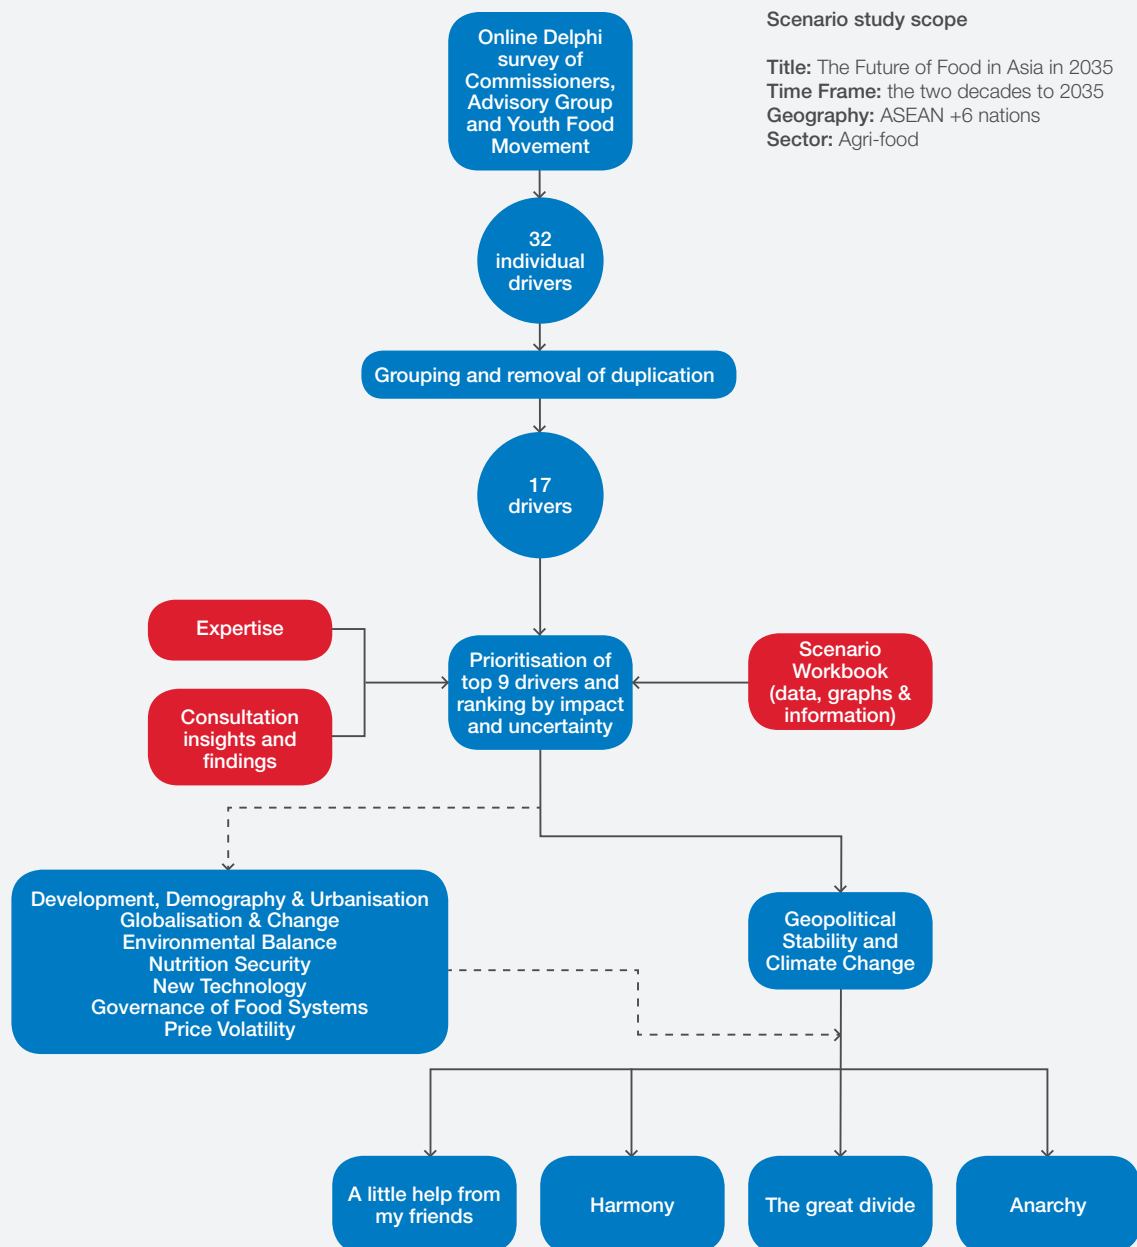 Scenario study scope
Title: The Future of Food in Asia in 2035
Time Frame: the two decades to 2035
Geography: ASEAN +6 nations
Sector: Agri-food
Online Delphi
survey of
Commissioners,
Advisory Group
and Youth Food
Movement
32
individual
drivers
Grouping and removal of duplication
17
drivers
Expertise
Consultation
insights and
findings
Prioritisation of
top 9 drivers and
ranking by impact
and uncertainty
Scenario
Workbook
(data, graphs &
information)
Development, Demography & Urbanisation
Globalisation & Change
Environmental Balance
Nutrition Security
New Technology
Governance of Food Systems
Price Volatility
Geopolitical
Stability and
Climate Change
A little help from
my friends
Harmony
The great divide
Anarchy